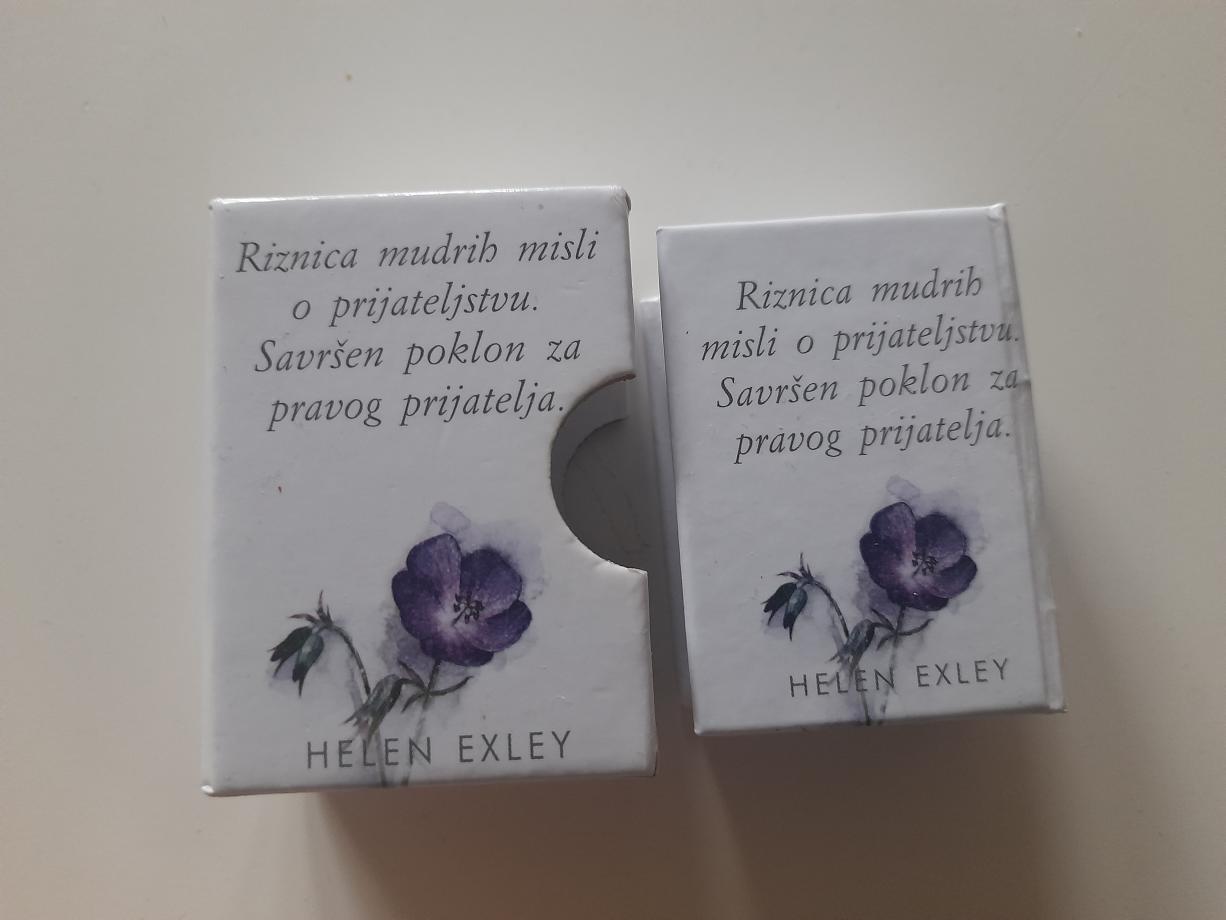 Riznica mudrih misli
o prijateljstvu.
Savršen poklon za
pravog prijatelja.
HELEN EXLEY
Riznica mudrih
misli o prijateljstvu.
Savršen poklon za
pravog prijatelja.
HELEN EXLEY